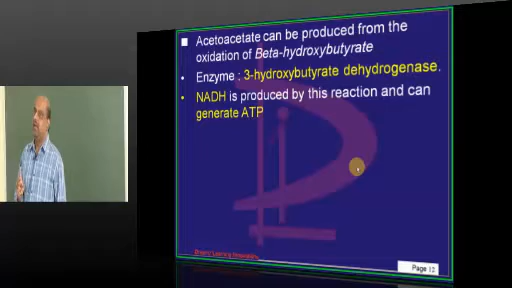 Acetoacetate can be produced from the
oxidation of Beta-hydroxybutyrate
Enzyme : 3-hydroxybutyrate dehydrogenase.
NADH is produced by this reaction and can
generate ATP
Page 12